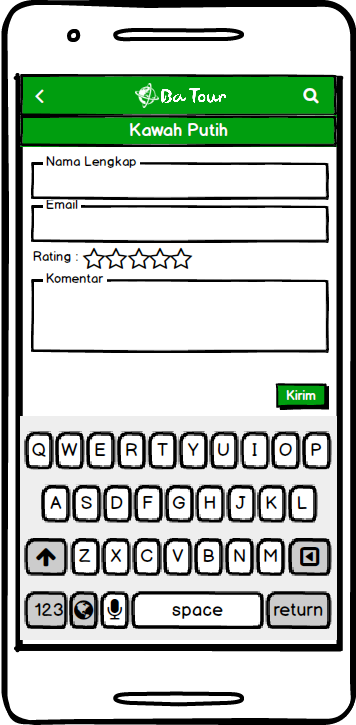 Ba Tour
Kawah Putih
Nama Lengkap
Email
Rating :
Komentar
Kirim
Q W E R T Y U I O P
A S D F G H J K L
Z X C V B N M
123 space return